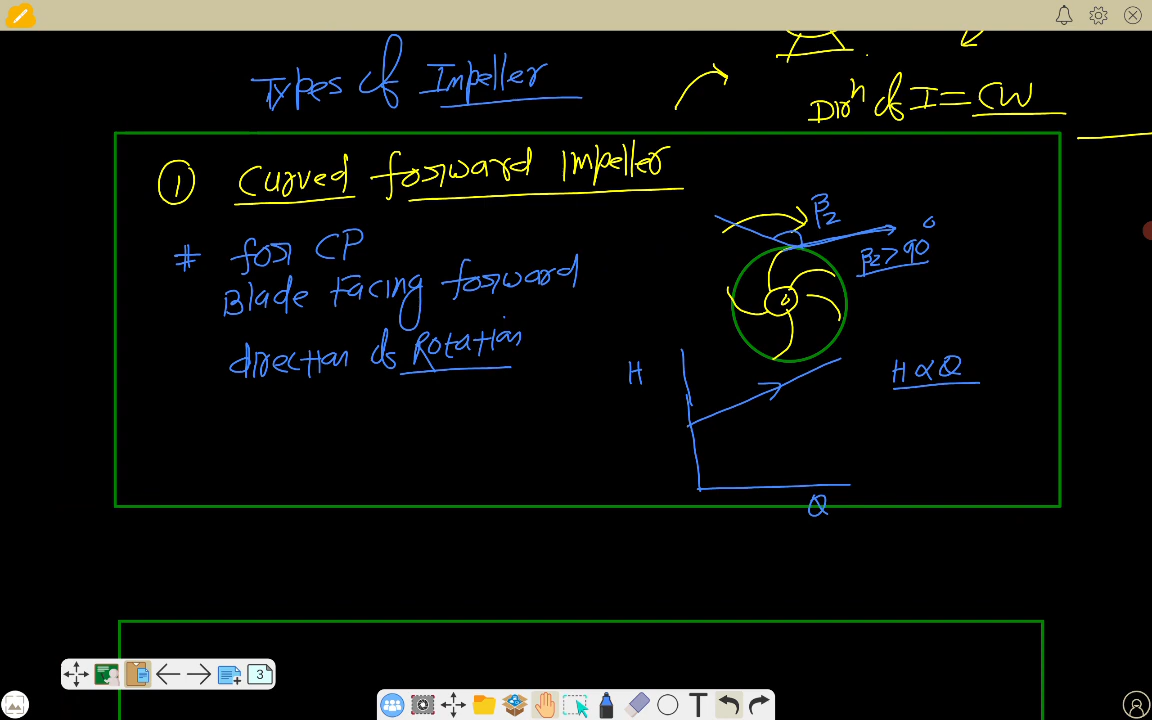 Types of Impeller
Dirⁿ of I = CW
① Curved forward Impeller
# for CP
Blade Facing forward
direction of Rotation
β₂
β₂ > 90°
H
H ∝ Q
Q
3
T